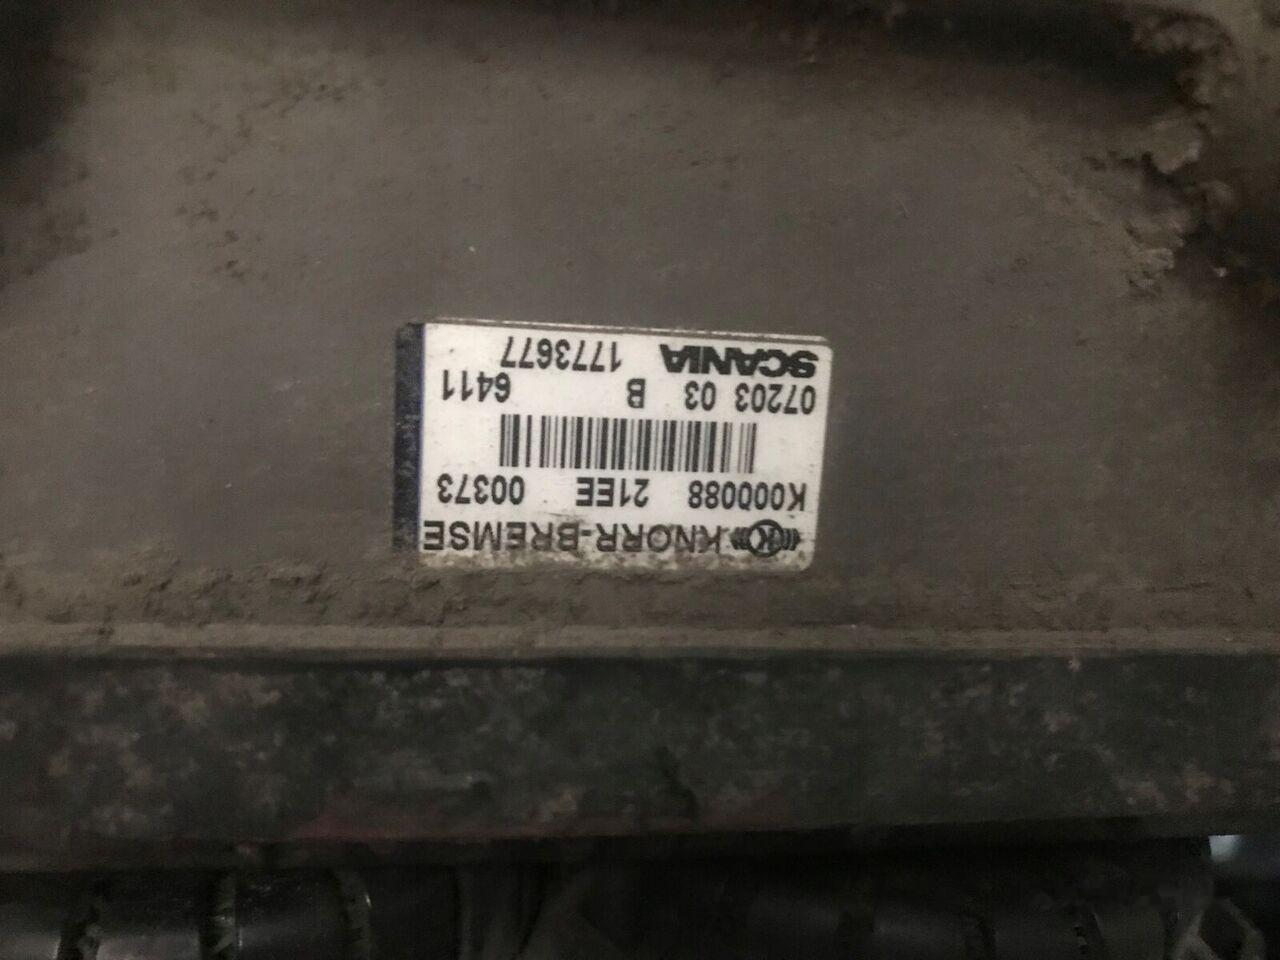 KNORR-BREMSE
K000088 21EE 00373
07203 03 B 6411
SCANIA 1773677